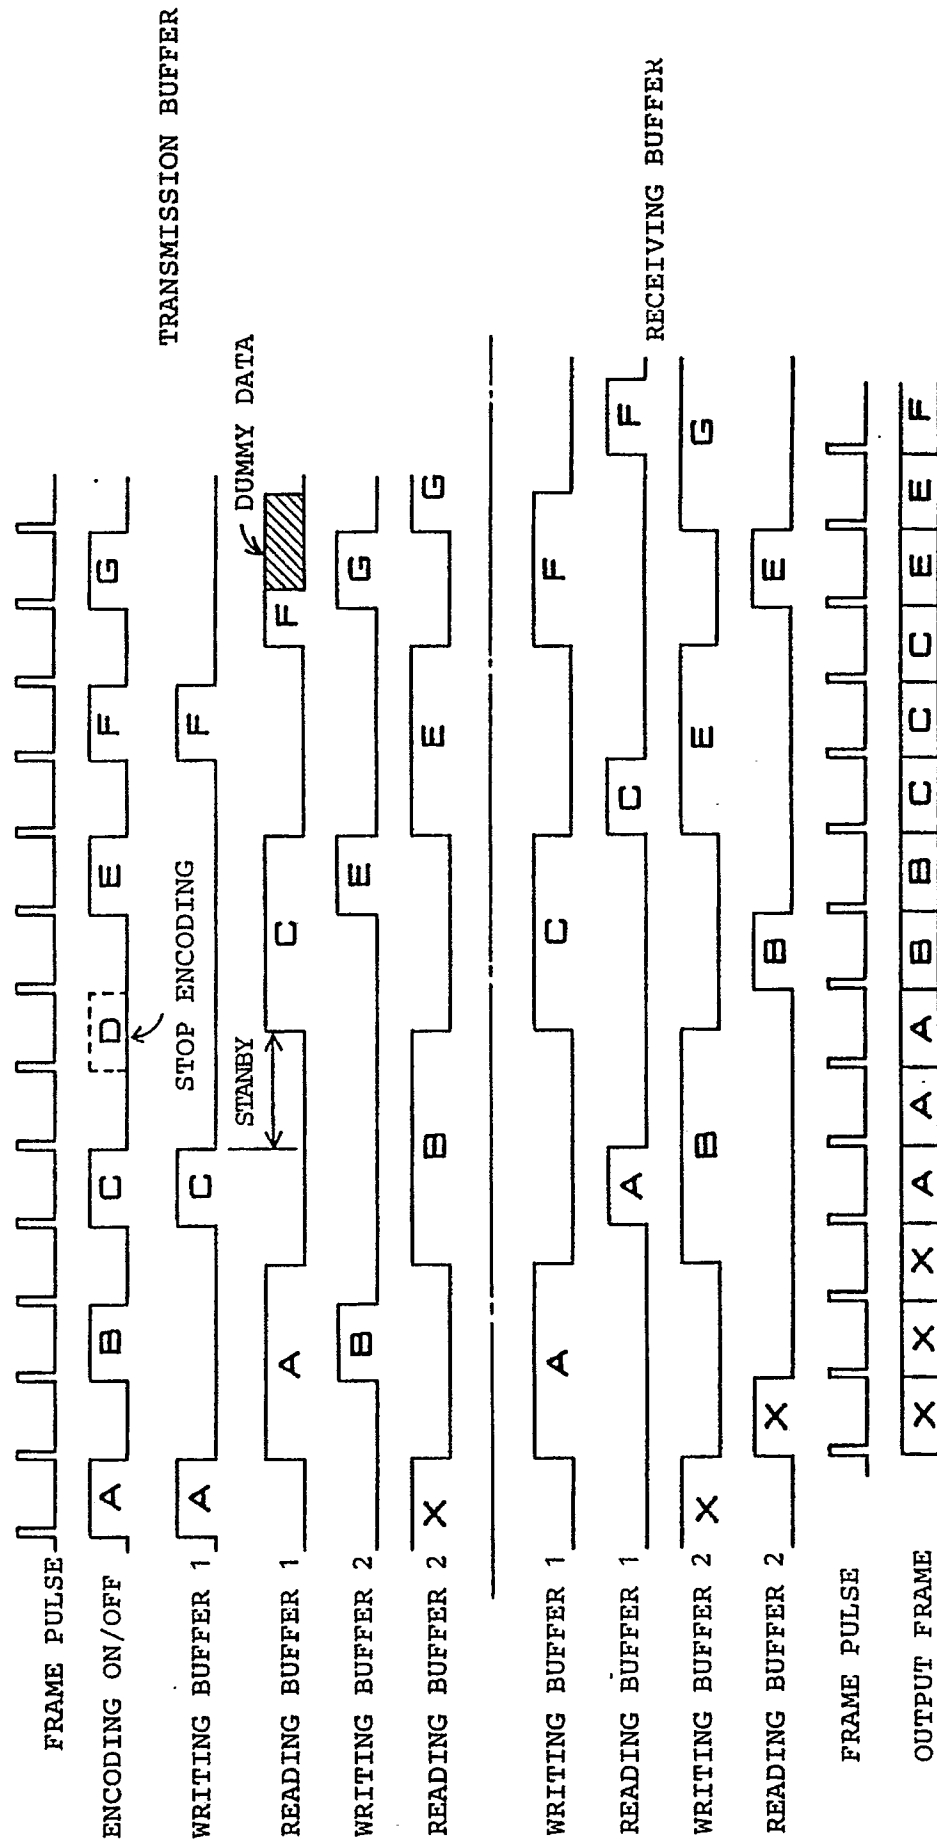 TRANSMISSION BUFFER
FRAME PULSE
ENCODING ON/OFF A B C D E F G
STOP ENCODING
WRITING BUFFER 1 A C F
STANBY
DUMMY DATA
READING BUFFER 1 A C F
WRITING BUFFER 2 B E G
READING BUFFER 2 X B E G
RECEIVING BUFFER
WRITING BUFFER 1 A C F
READING BUFFER 1 A C F
WRITING BUFFER 2 X B E G
READING BUFFER 2 X B E
FRAME PULSE
OUTPUT FRAME X X X A A A B B C C C E E F